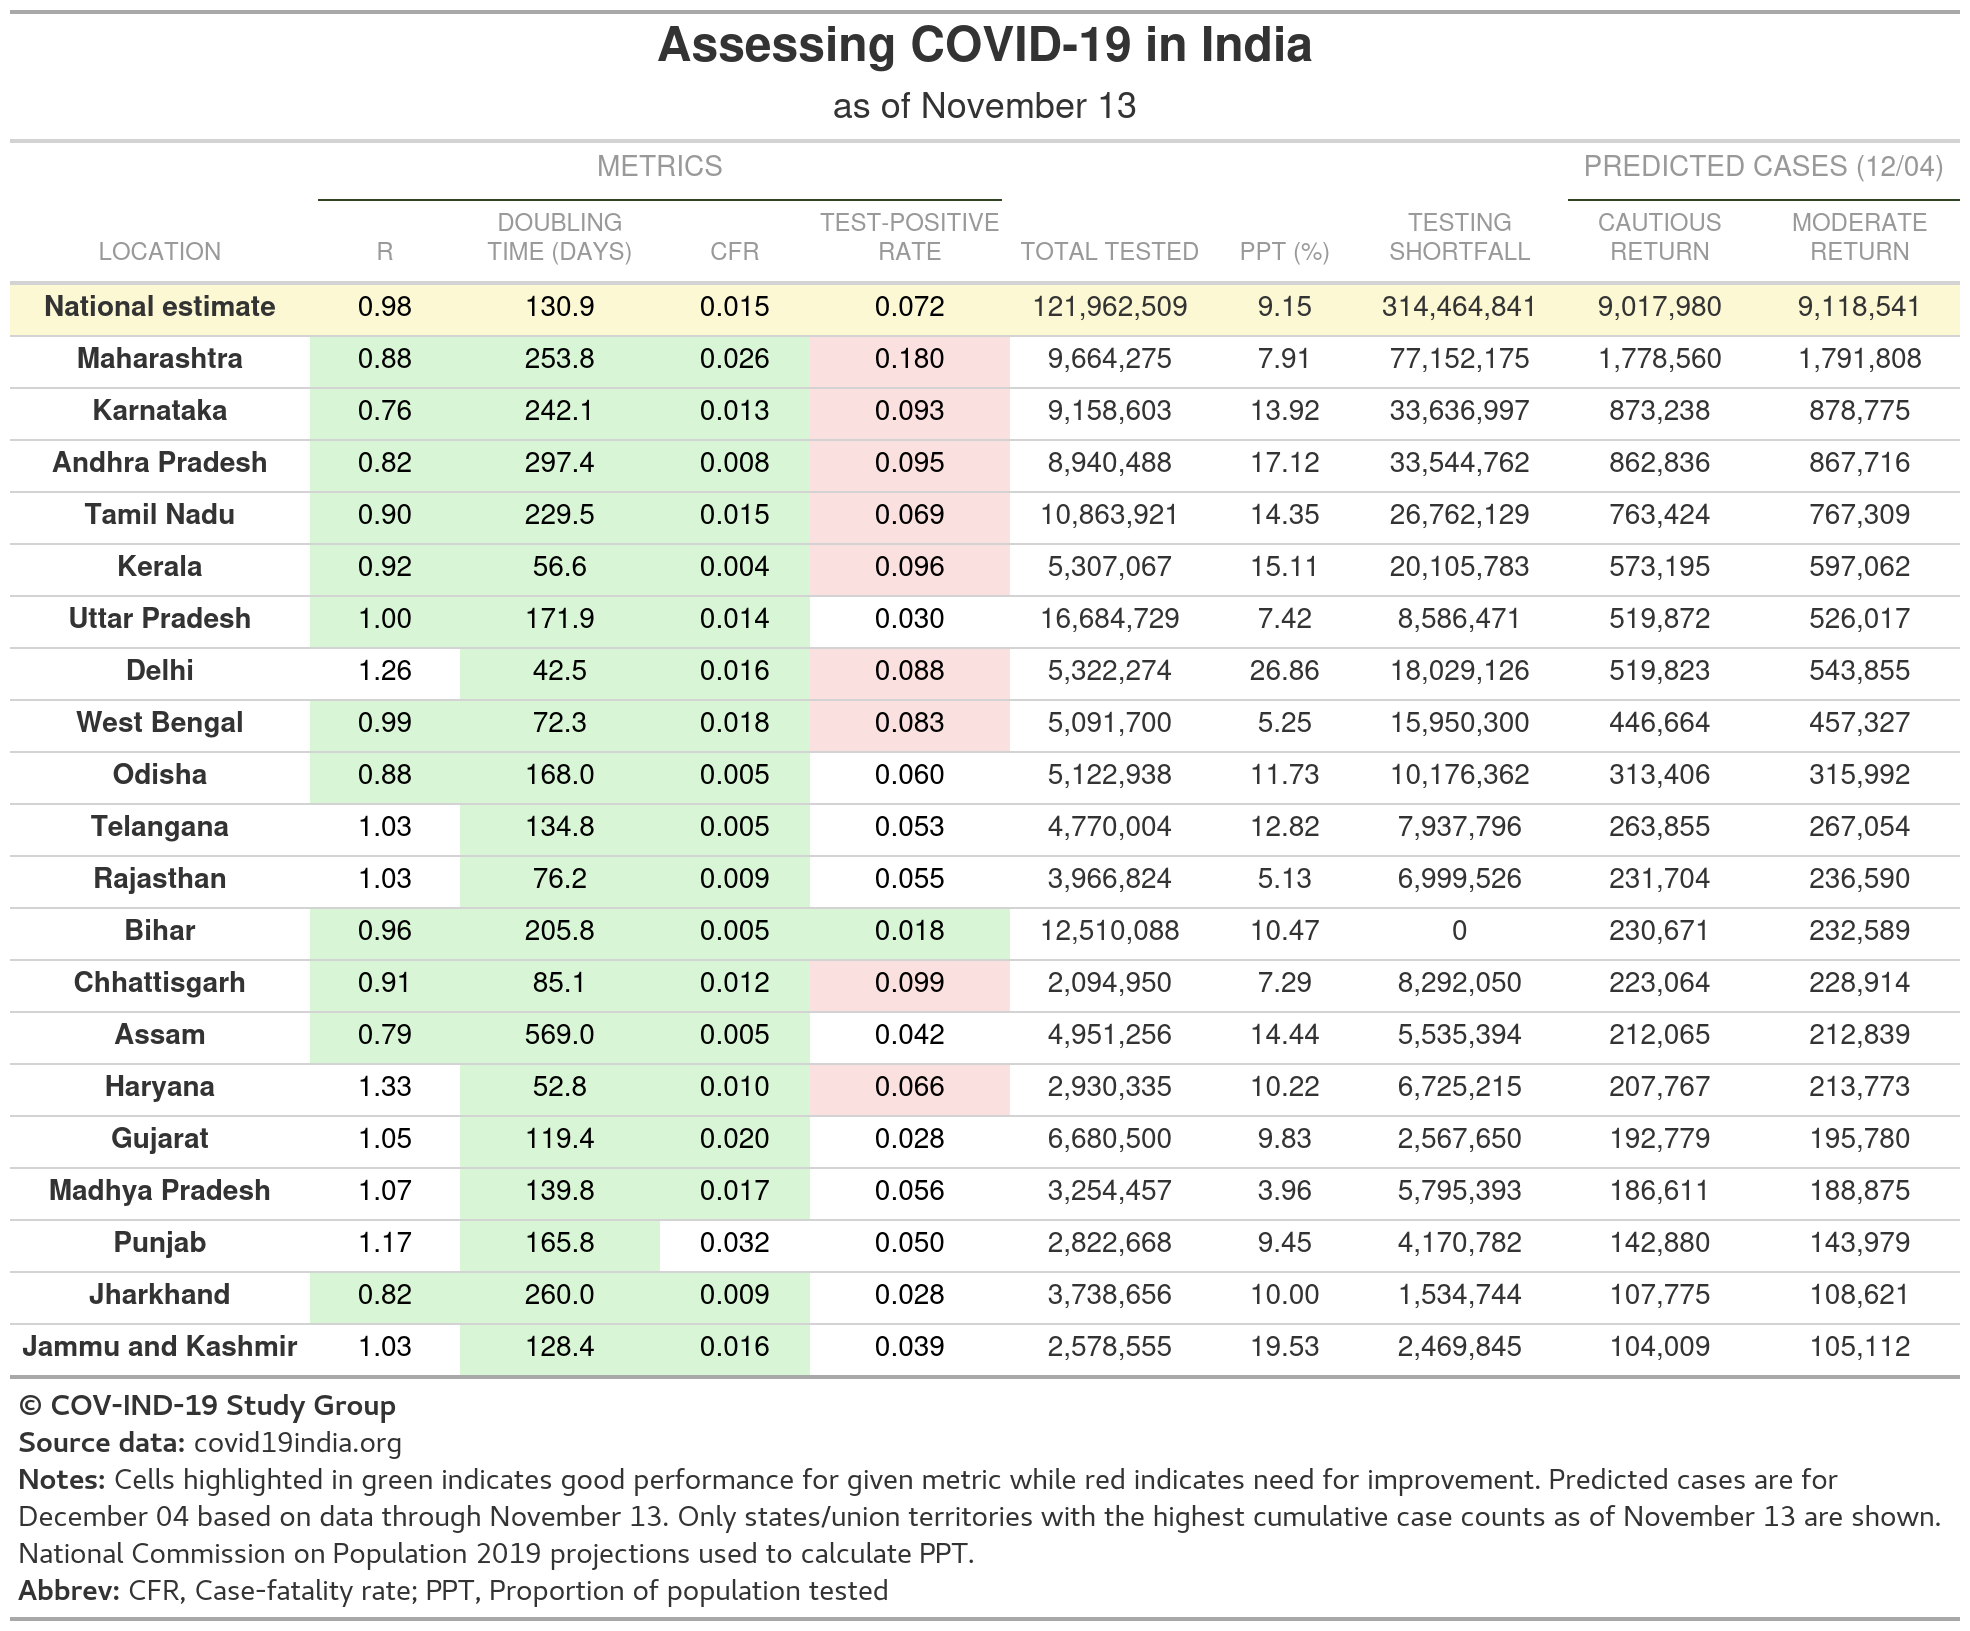 Assessing COVID-19 in India
as of November 13
METRICS PREDICTED CASES (12/04)
LOCATION R DOUBLING TIME (DAYS) CFR TEST-POSITIVE RATE TOTAL TESTED PPT (%) TESTING SHORTFALL CAUTIOUS RETURN MODERATE RETURN
National estimate 0.98 130.9 0.015 0.072 121,962,509 9.15 314,464,841 9,017,980 9,118,541
Maharashtra 0.88 253.8 0.026 0.180 9,664,275 7.91 77,152,175 1,778,560 1,791,808
Karnataka 0.76 242.1 0.013 0.093 9,158,603 13.92 33,636,997 873,238 878,775
Andhra Pradesh 0.82 297.4 0.008 0.095 8,940,488 17.12 33,544,762 862,836 867,716
Tamil Nadu 0.90 229.5 0.015 0.069 10,863,921 14.35 26,762,129 763,424 767,309
Kerala 0.92 56.6 0.004 0.096 5,307,067 15.11 20,105,783 573,195 597,062
Uttar Pradesh 1.00 171.9 0.014 0.030 16,684,729 7.42 8,586,471 519,872 526,017
Delhi 1.26 42.5 0.016 0.088 5,322,274 26.86 18,029,126 519,823 543,855
West Bengal 0.99 72.3 0.018 0.083 5,091,700 5.25 15,950,300 446,664 457,327
Odisha 0.88 168.0 0.005 0.060 5,122,938 11.73 10,176,362 313,406 315,992
Telangana 1.03 134.8 0.005 0.053 4,770,004 12.82 7,937,796 263,855 267,054
Rajasthan 1.03 76.2 0.009 0.055 3,966,824 5.13 6,999,526 231,704 236,590
Bihar 0.96 205.8 0.005 0.018 12,510,088 10.47 0 230,671 232,589
Chhattisgarh 0.91 85.1 0.012 0.099 2,094,950 7.29 8,292,050 223,064 228,914
Assam 0.79 569.0 0.005 0.042 4,951,256 14.44 5,535,394 212,065 212,839
Haryana 1.33 52.8 0.010 0.066 2,930,335 10.22 6,725,215 207,767 213,773
Gujarat 1.05 119.4 0.020 0.028 6,680,500 9.83 2,567,650 192,779 195,780
Madhya Pradesh 1.07 139.8 0.017 0.056 3,254,457 3.96 5,795,393 186,611 188,875
Punjab 1.17 165.8 0.032 0.050 2,822,668 9.45 4,170,782 142,880 143,979
Jharkhand 0.82 260.0 0.009 0.028 3,738,656 10.00 1,534,744 107,775 108,621
Jammu and Kashmir 1.03 128.4 0.016 0.039 2,578,555 19.53 2,469,845 104,009 105,112
© COV-IND-19 Study Group
Source data: covid19india.org
Notes: Cells highlighted in green indicates good performance for given metric while red indicates need for improvement. Predicted cases are for
December 04 based on data through November 13. Only states/union territories with the highest cumulative case counts as of November 13 are shown.
National Commission on Population 2019 projections used to calculate PPT.
Abbrev: CFR, Case-fatality rate; PPT, Proportion of population tested